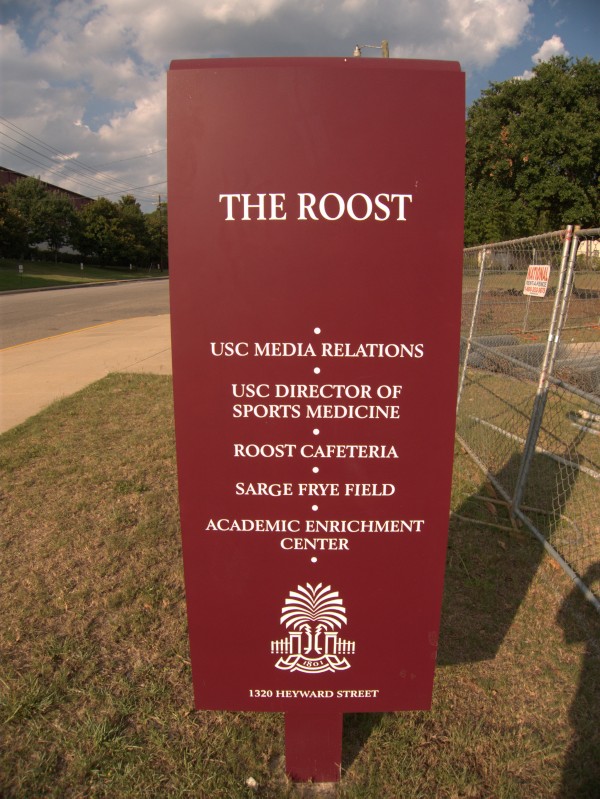 THE ROOST
USC MEDIA RELATIONS
USC DIRECTOR OF
SPORTS MEDICINE
ROOST CAFETERIA
SARGE FRYE FIELD
ACADEMIC ENRICHMENT
CENTER
1801
1320 HEYWARD STREET
NATIONAL